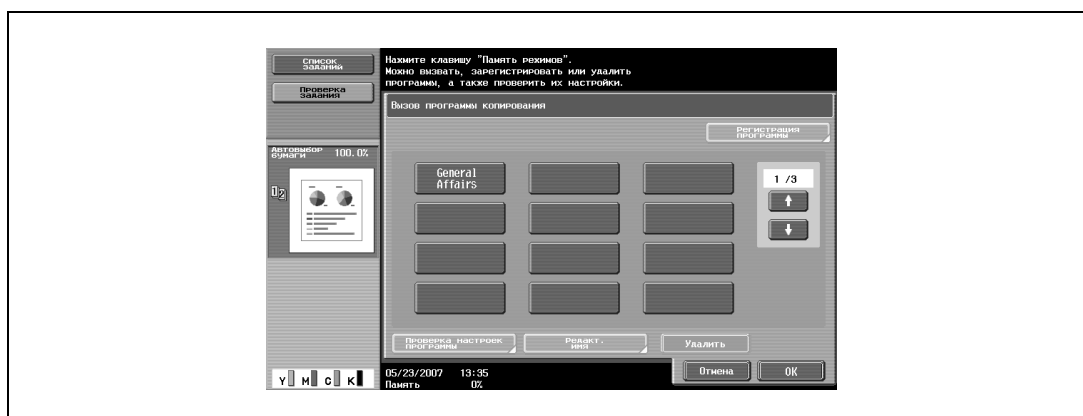 Список
заданий
Проверка
задания
Нажмите клавишу "Память режимов".
Можно вызвать, зарегистрировать или удалить
программы, а также проверить их настройки.
Вызов программы копирования
Регистрация
программы
Автовыбор
бумаги 100.0%
1 2
General
Affairs
1 /3
Проверка настроек
программы
Редакт.
имя
Удалить
Отмена
OK
Y M C K
05/23/2007 13:35
Память 0%